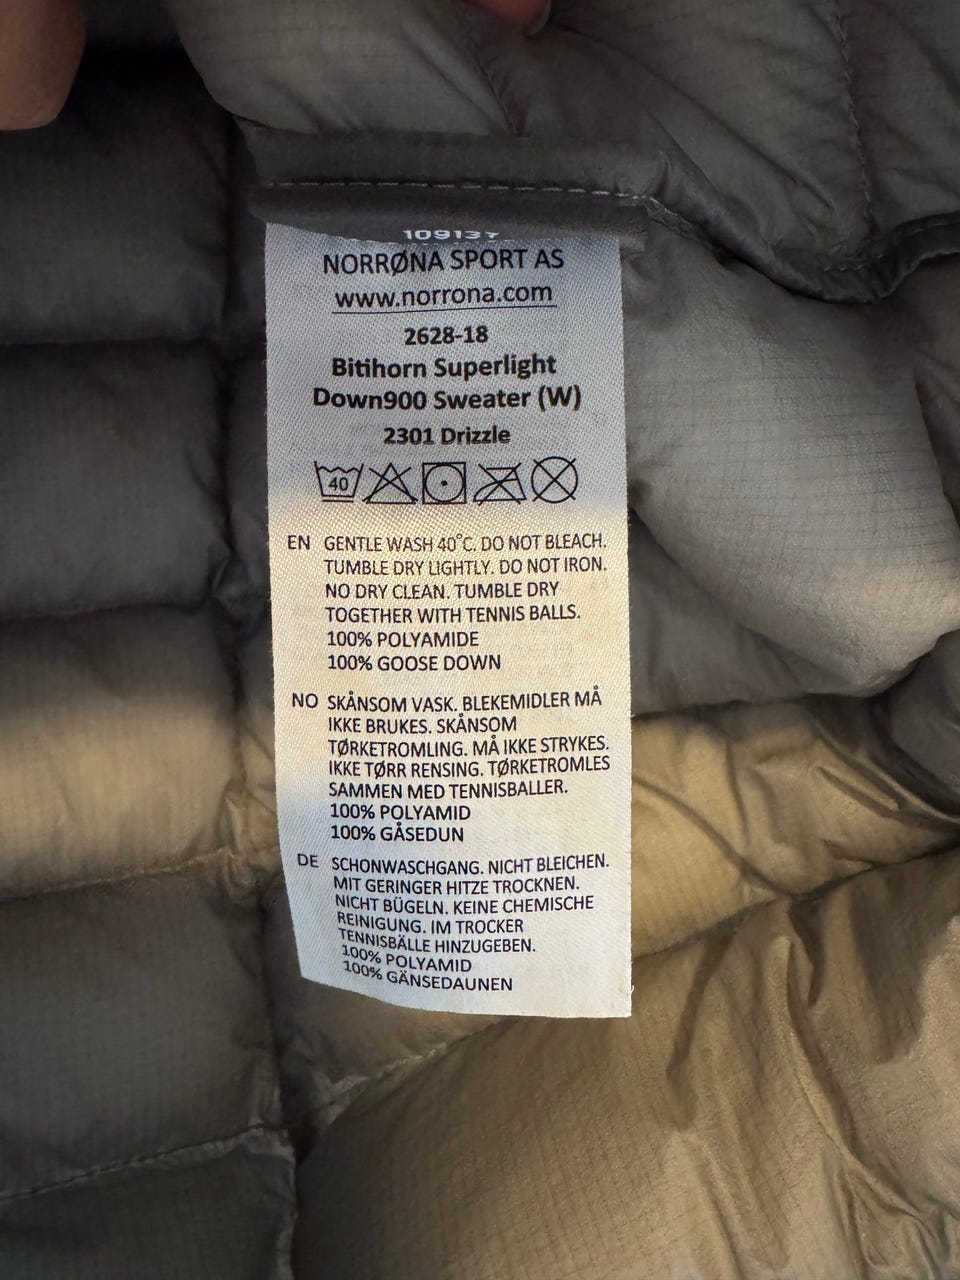 NORRØNA SPORT AS
www.norrona.com
2628-18
Bitihorn Superlight
Down900 Sweater (W)
2301 Drizzle
40
EN GENTLE WASH 40°C. DO NOT BLEACH.
TUMBLE DRY LIGHTLY. DO NOT IRON.
NO DRY CLEAN. TUMBLE DRY
TOGETHER WITH TENNIS BALLS.
100% POLYAMIDE
100% GOOSE DOWN
NO SKÅNSOM VASK. BLEKEMIDLER MÅ
IKKE BRUKES. SKÅNSOM
TØRKETROMLING. MÅ IKKE STRYKES.
IKKE TØRR RENSING. TØRKETROMLES
SAMMEN MED TENNISBALLER.
100% POLYAMID
100% GÅSEDUN
DE SCHONWASCHGANG. NICHT BLEICHEN.
MIT GERINGER HITZE TROCKNEN.
NICHT BÜGELN. KEINE CHEMISCHE
REINIGUNG. IM TROCKER
TENNISBÄLLE HINZUGEBEN.
100% POLYAMID
100% GÄNSEDAUNEN